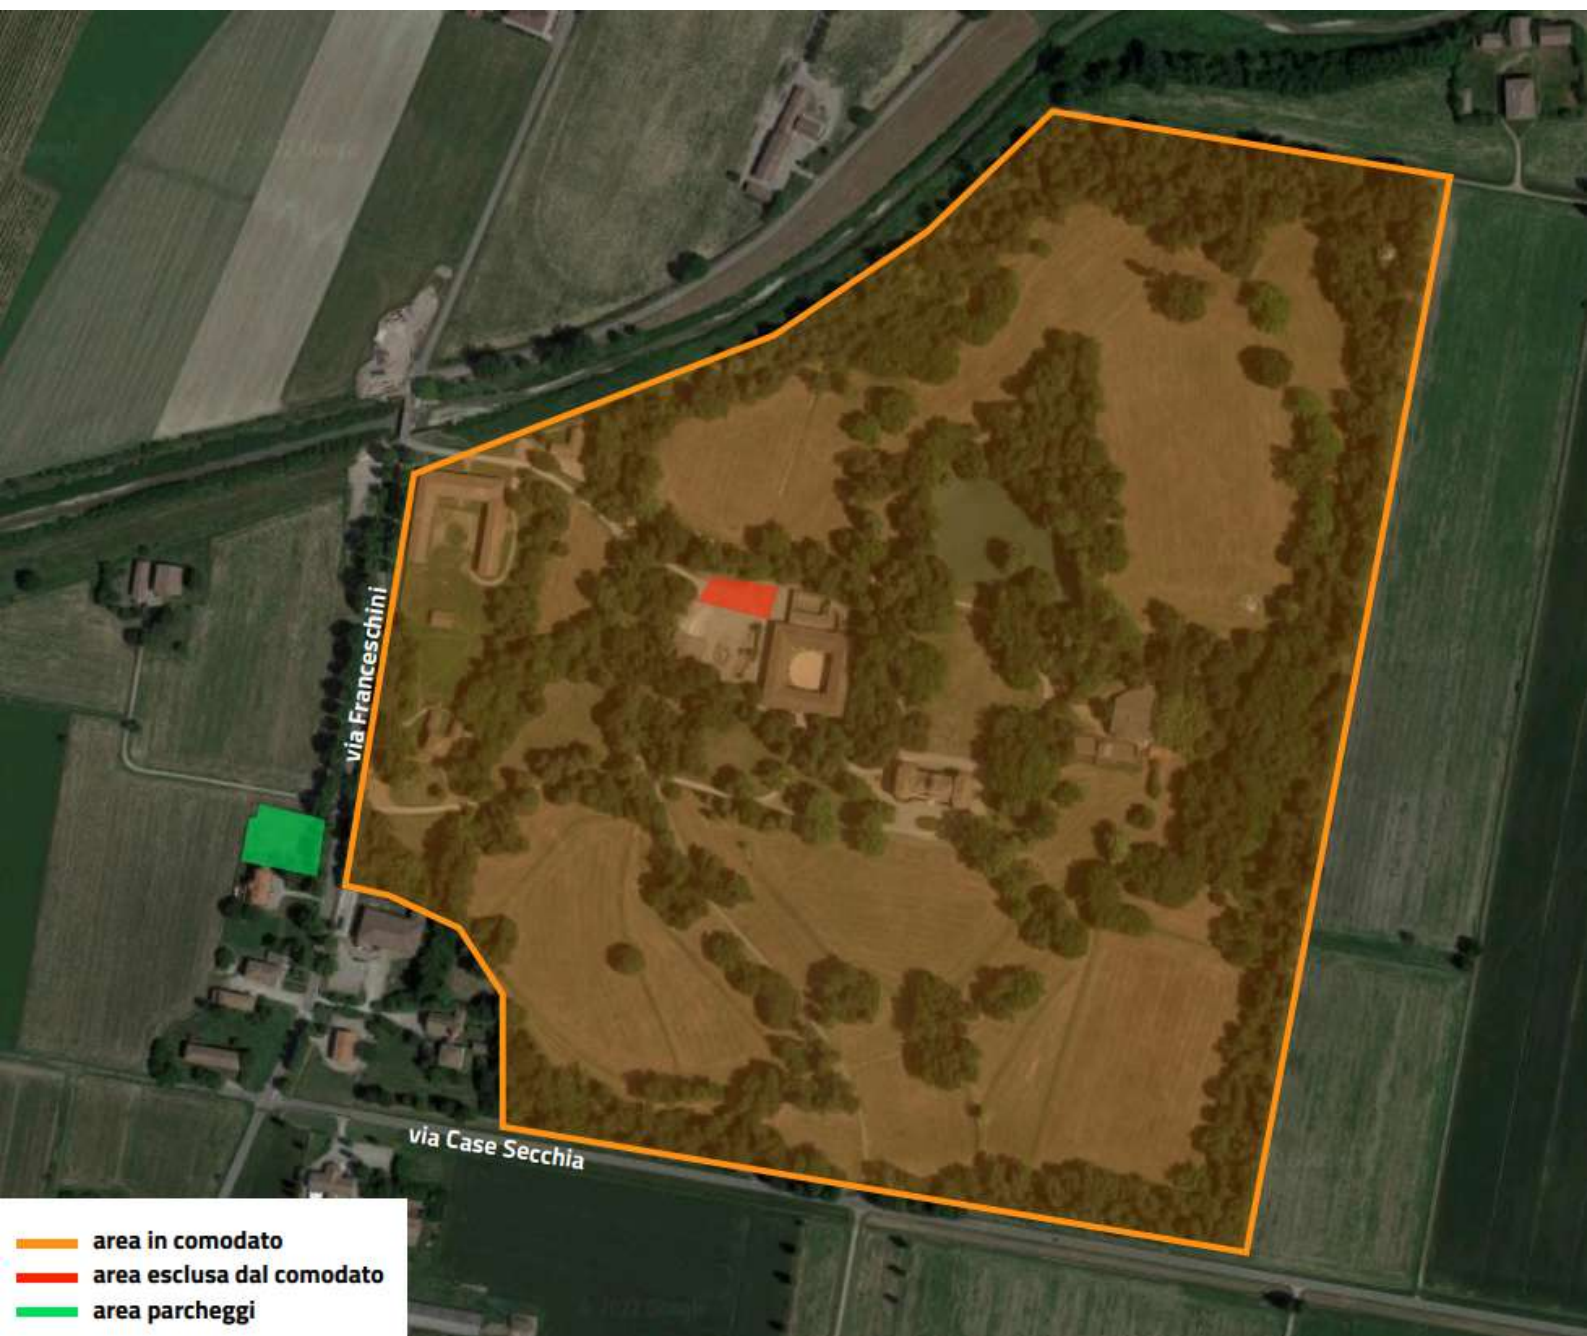 via Franceschini
via Case Secchia
area in comodato
area esclusa dal comodato
area parcheggi